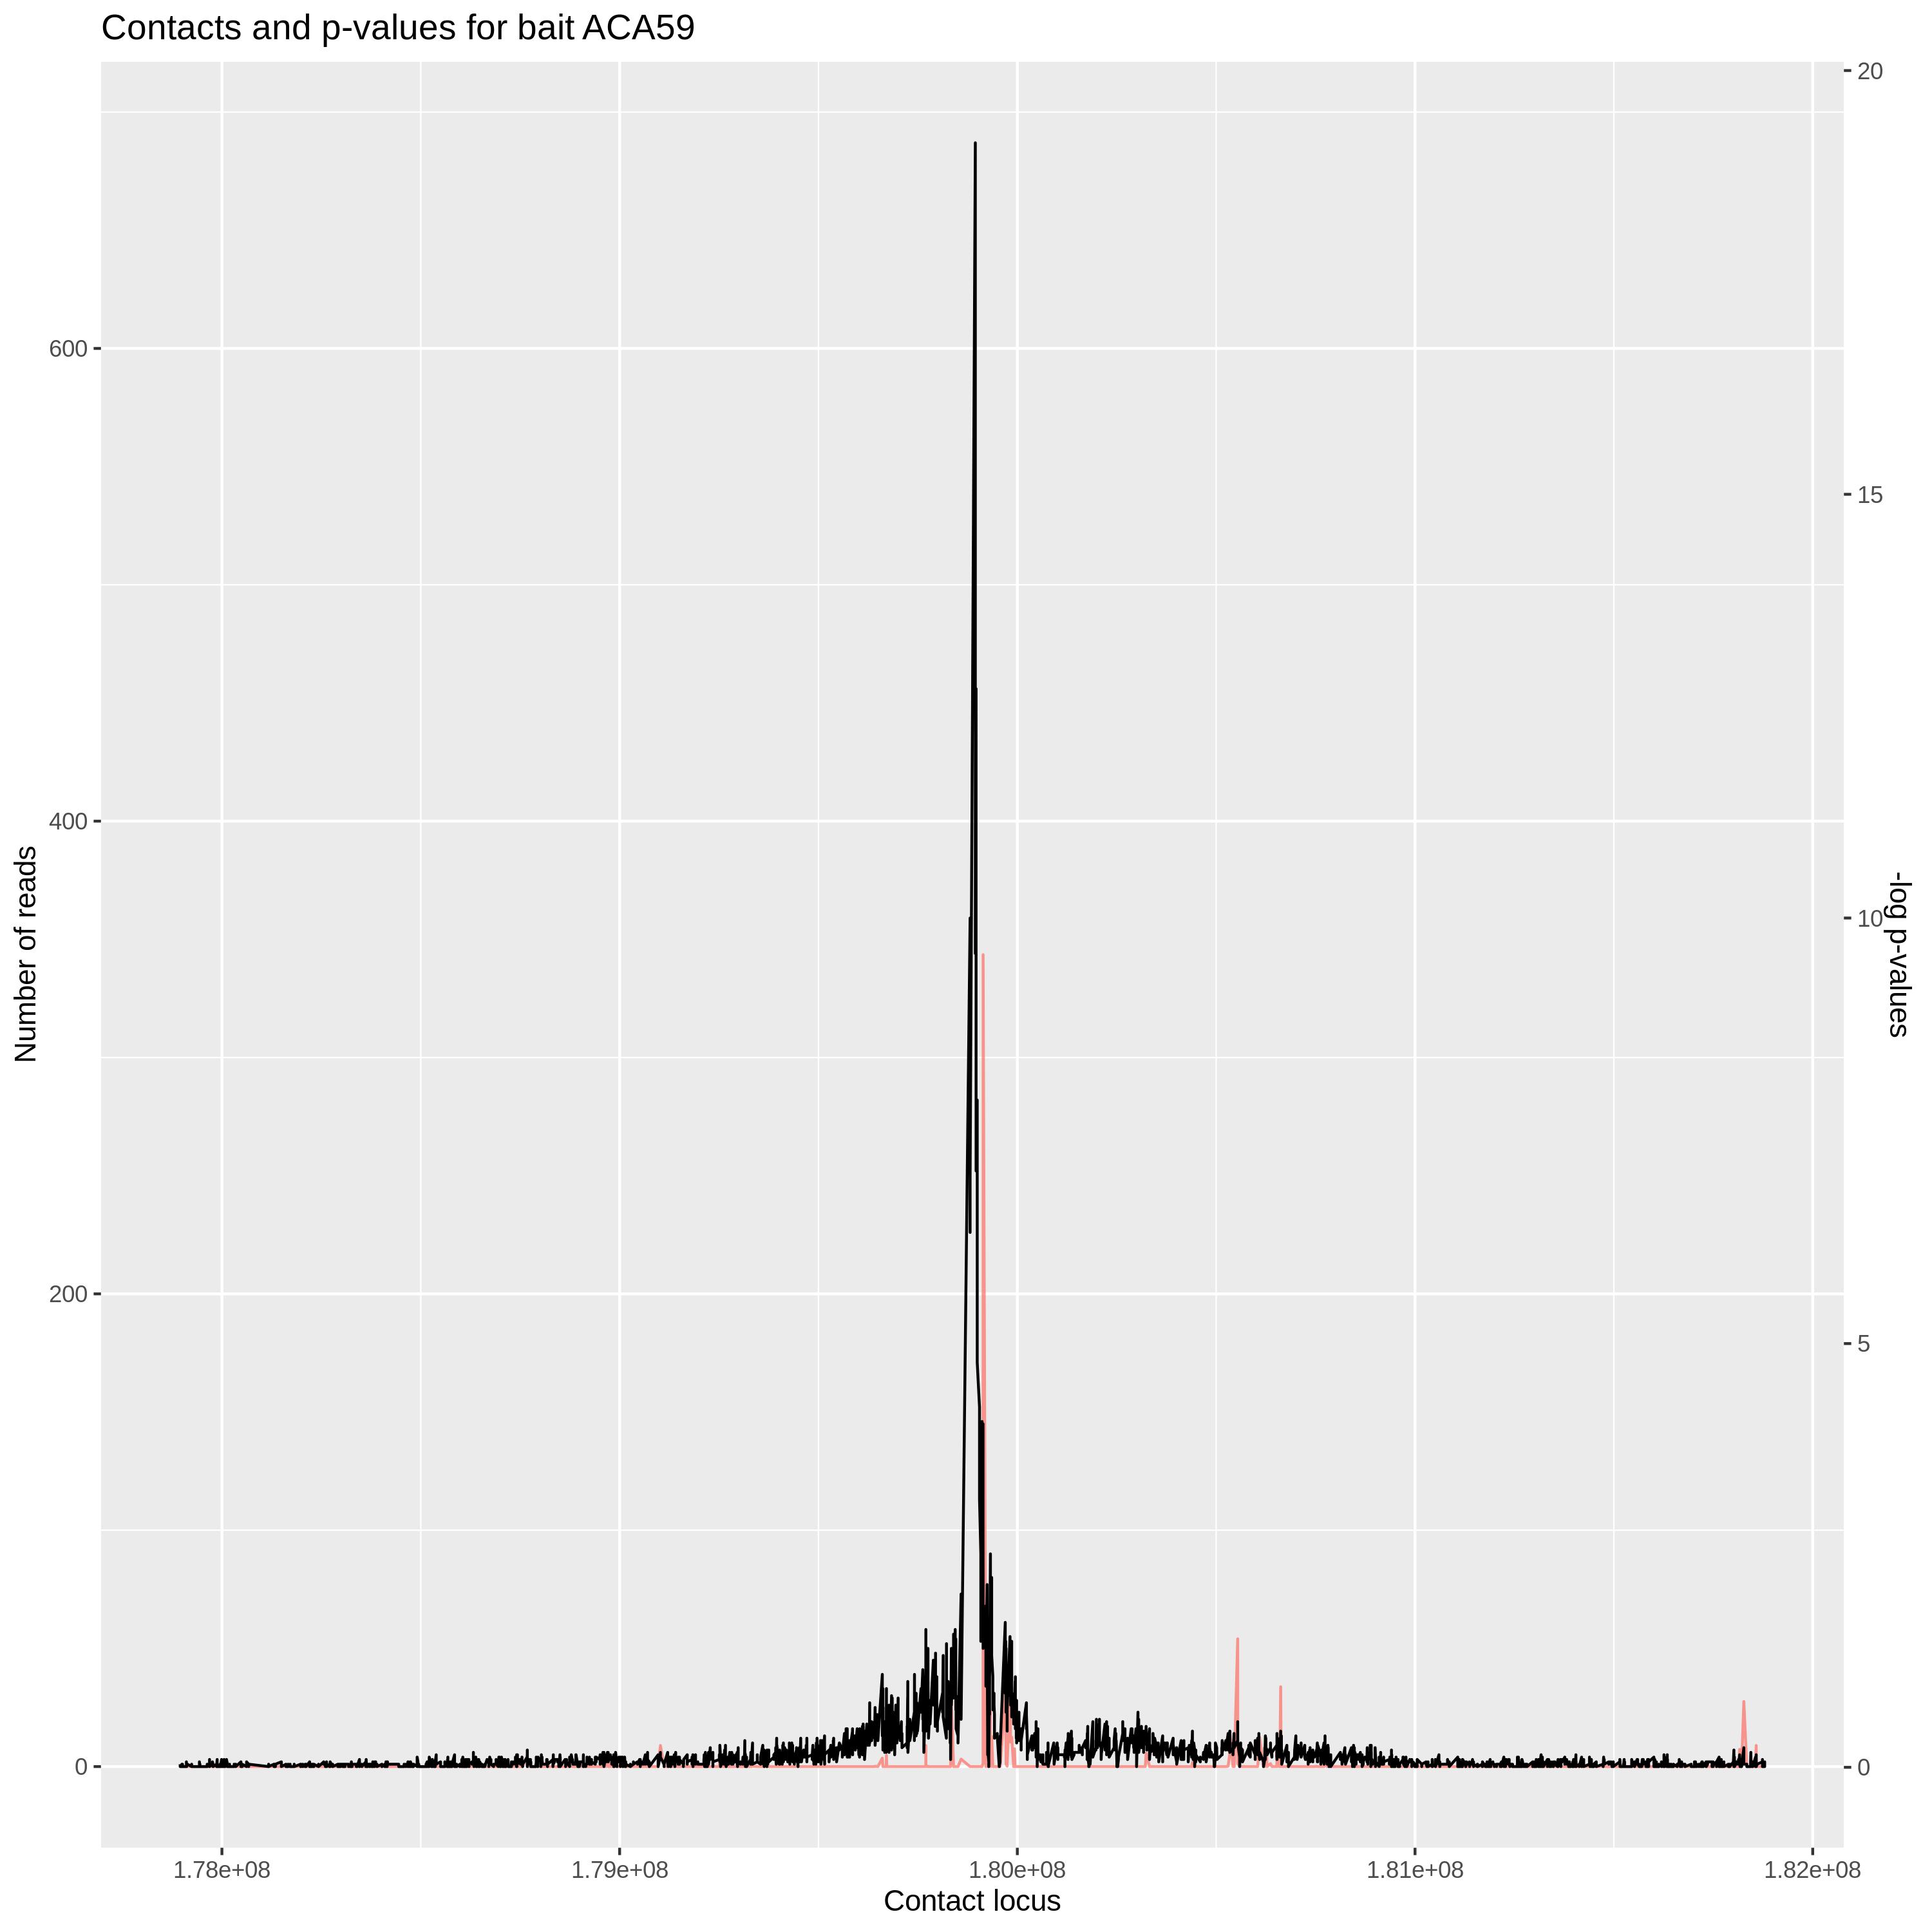 Contacts and p-values for bait ACA59
20
15
10
5
0
600
400
200
0
Number of reads
-log p-values
1.78e+08 1.79e+08 1.80e+08 1.81e+08 1.82e+08
Contact locus